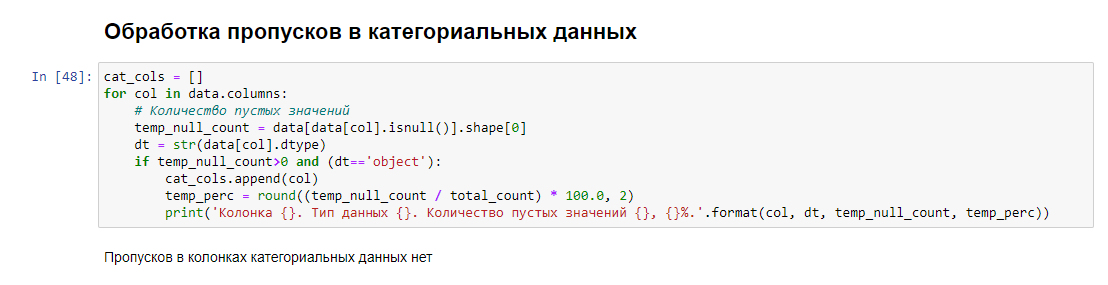 Обработка пропусков в категориальных данных
In [48]: cat_cols = []
for col in data.columns:
    # Количество пустых значений
    temp_null_count = data[data[col].isnull()].shape[0]
    dt = str(data[col].dtype)
    if temp_null_count>0 and (dt=='object'):
        cat_cols.append(col)
        temp_perc = round((temp_null_count / total_count) * 100.0, 2)
        print('Колонка {}. Тип данных {}. Количество пустых значений {}, {}%.'.format(col, dt, temp_null_count, temp_perc))
Пропусков в колонках категориальных данных нет